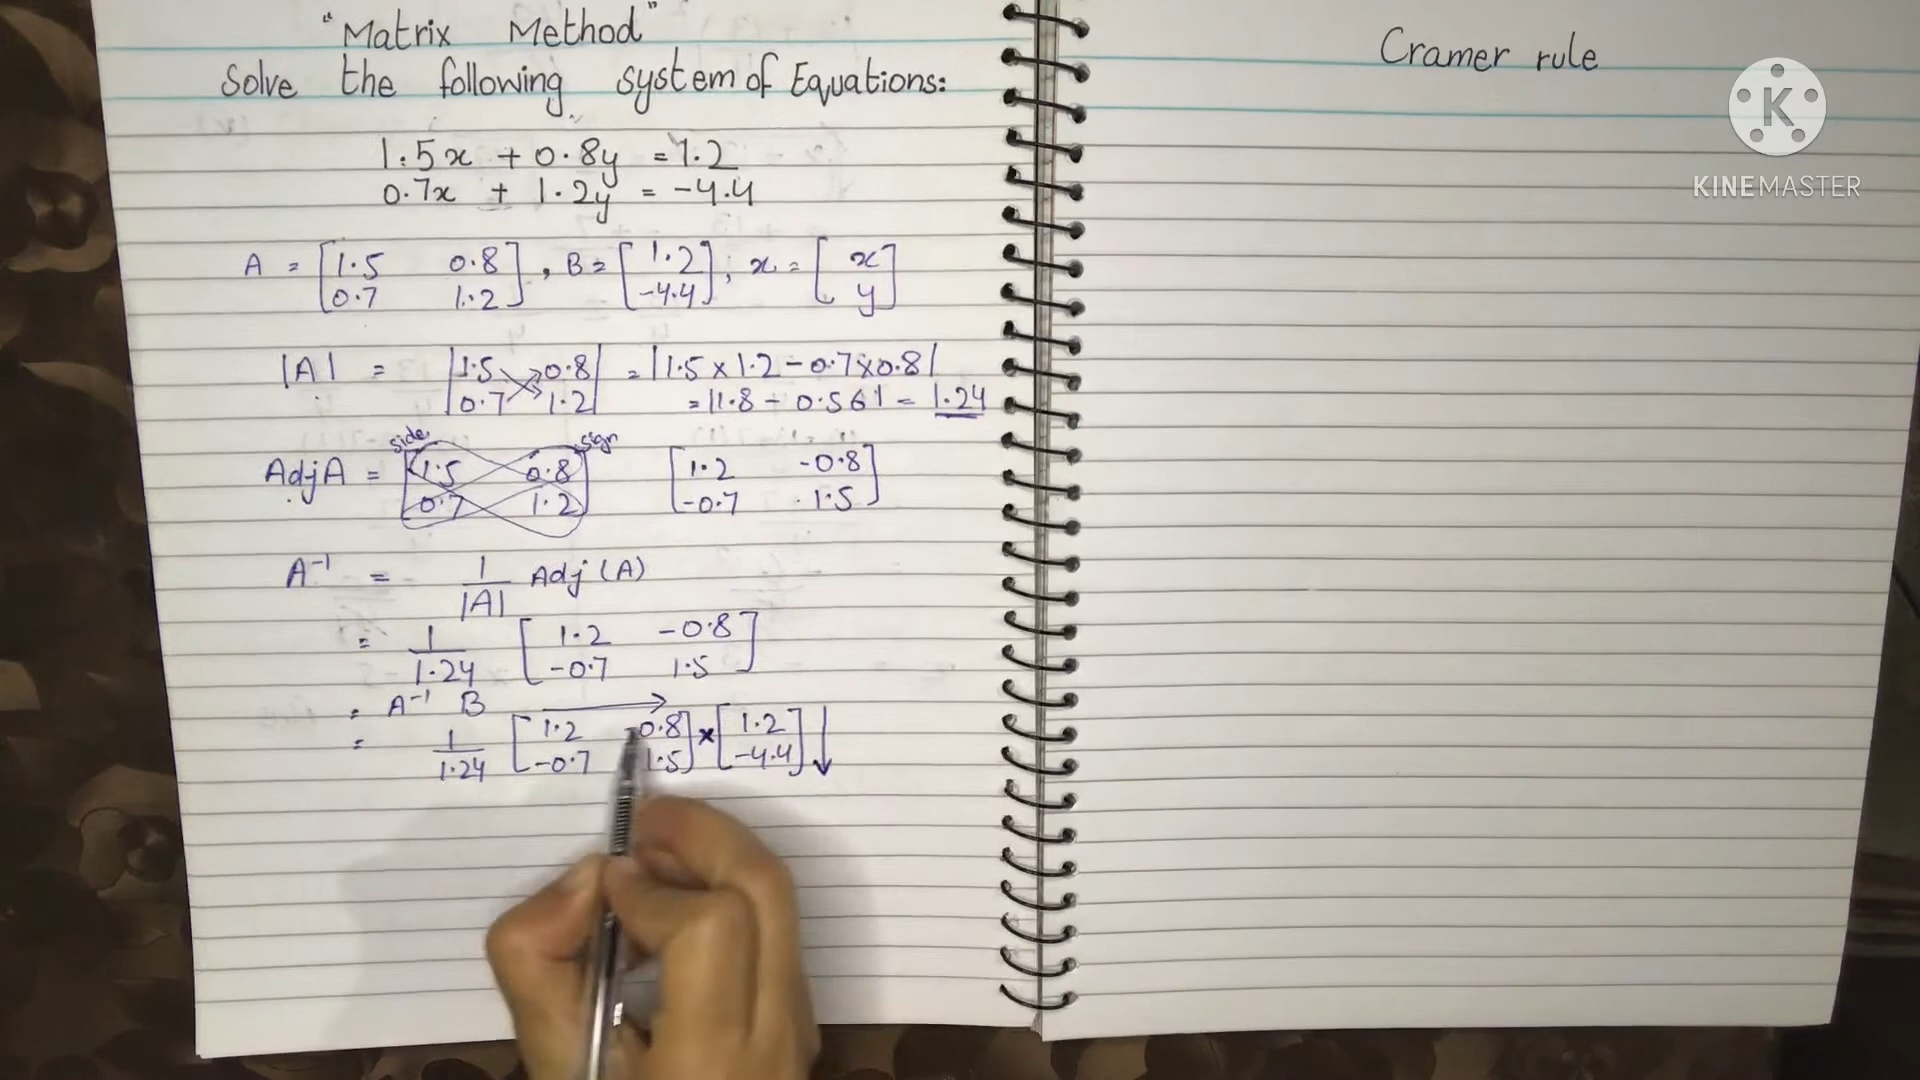 "Matrix Method"
Solve the following system of Equations:
1.5x + 0.8y = 1.2
0.7x + 1.2y = -4.4
A = [1.5 0.8], B = [1.2], x = [x]
[0.7 1.2] [-4.4] [y]
|A| = |1.5 0.8| = |1.5 x 1.2 - 0.7 x 0.8|
|0.7 1.2| = |1.8 - 0.56| = 1.24
side sign
AdjA = [1.5 0.8] [1.2 -0.8]
[0.7 1.2] [-0.7 1.5]
A⁻¹ = 1/|A| Adj (A)
= 1/1.24 [1.2 -0.8]
[-0.7 1.5]
= A⁻¹ B
= 1/1.24 [1.2 -0.8] x [1.2]
[-0.7 1.5] [-4.4]
Cramer rule
K
KINEMASTER